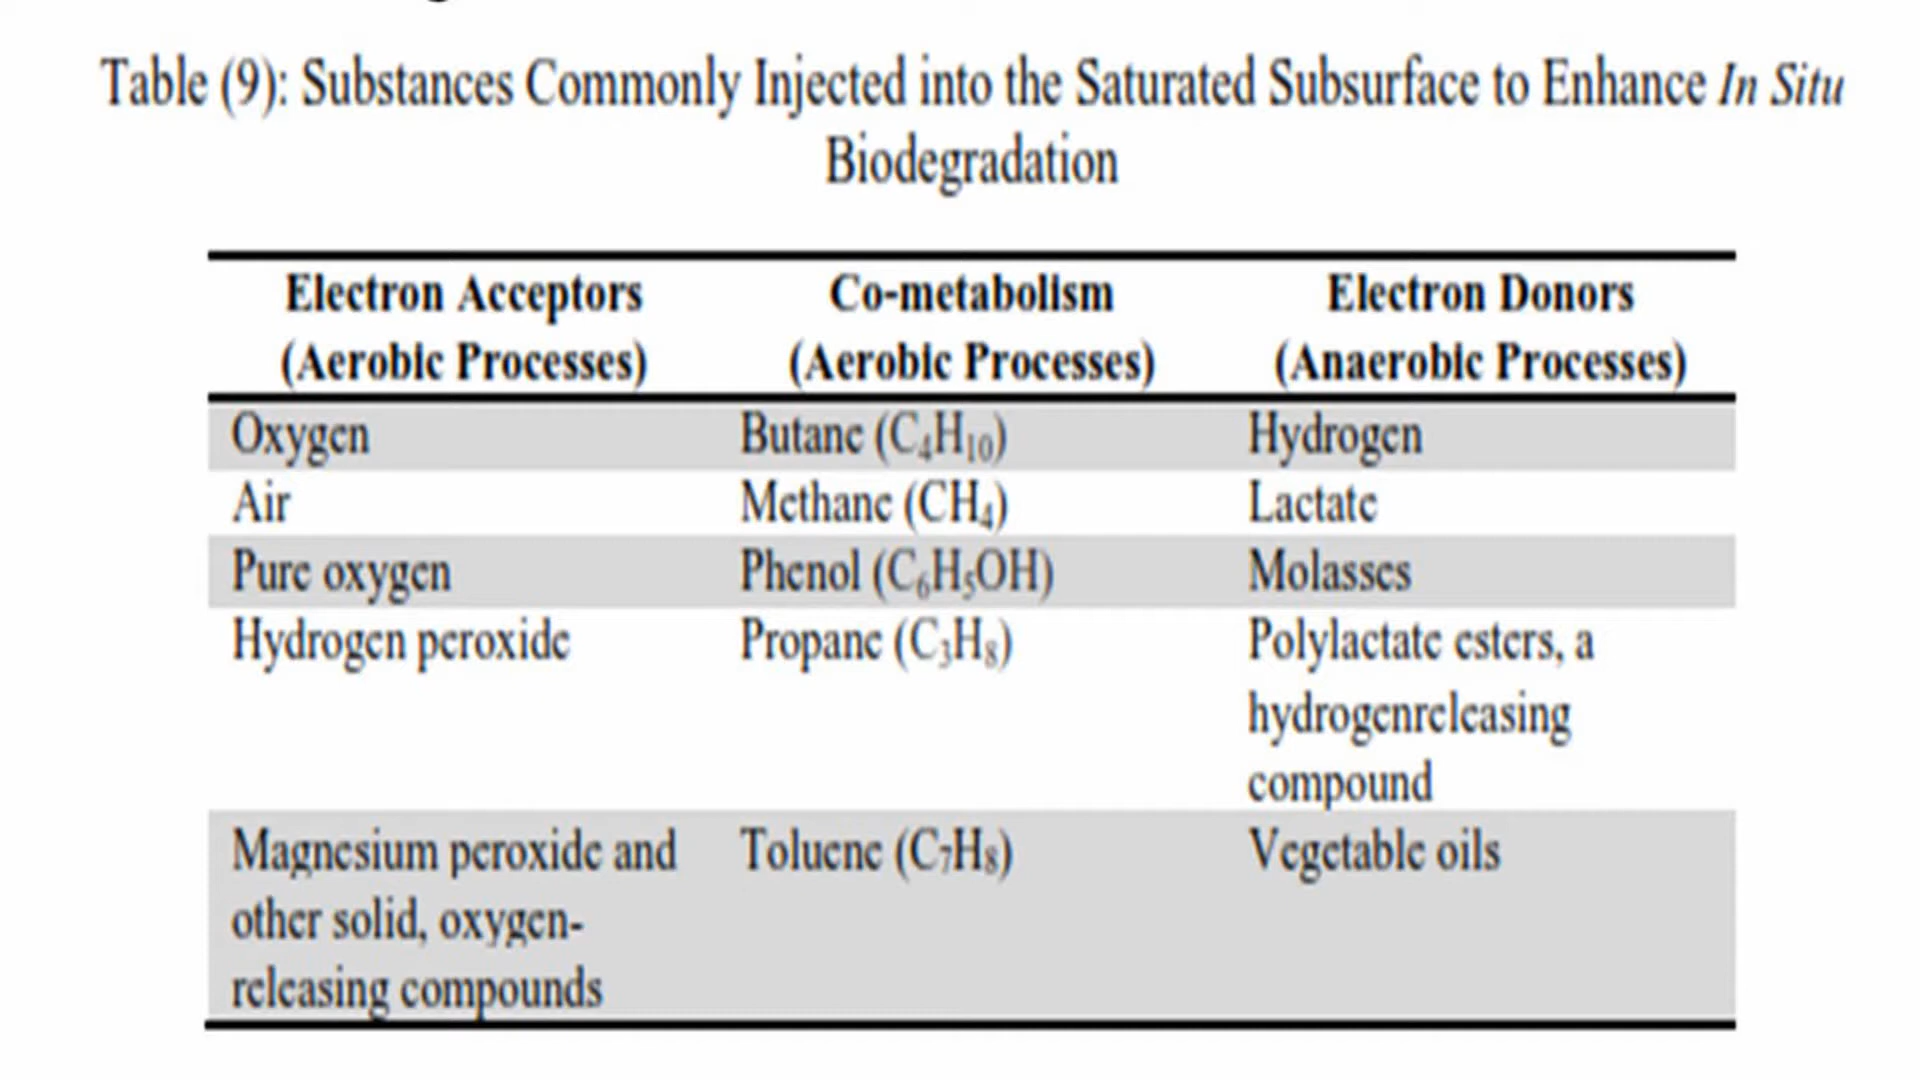 Table (9): Substances Commonly Injected into the Saturated Subsurface to Enhance In Situ
Biodegradation
Electron Acceptors Co-metabolism Electron Donors
(Aerobic Processes) (Aerobic Processes) (Anaerobic Processes)
Oxygen Butane (C₄H₁₀) Hydrogen
Air Methane (CH₄) Lactate
Pure oxygen Phenol (C₆H₅OH) Molasses
Hydrogen peroxide Propane (C₃H₈) Polylactate esters, a
hydrogenreleasing
compound
Magnesium peroxide and Toluene (C₇H₈) Vegetable oils
other solid, oxygen-
releasing compounds